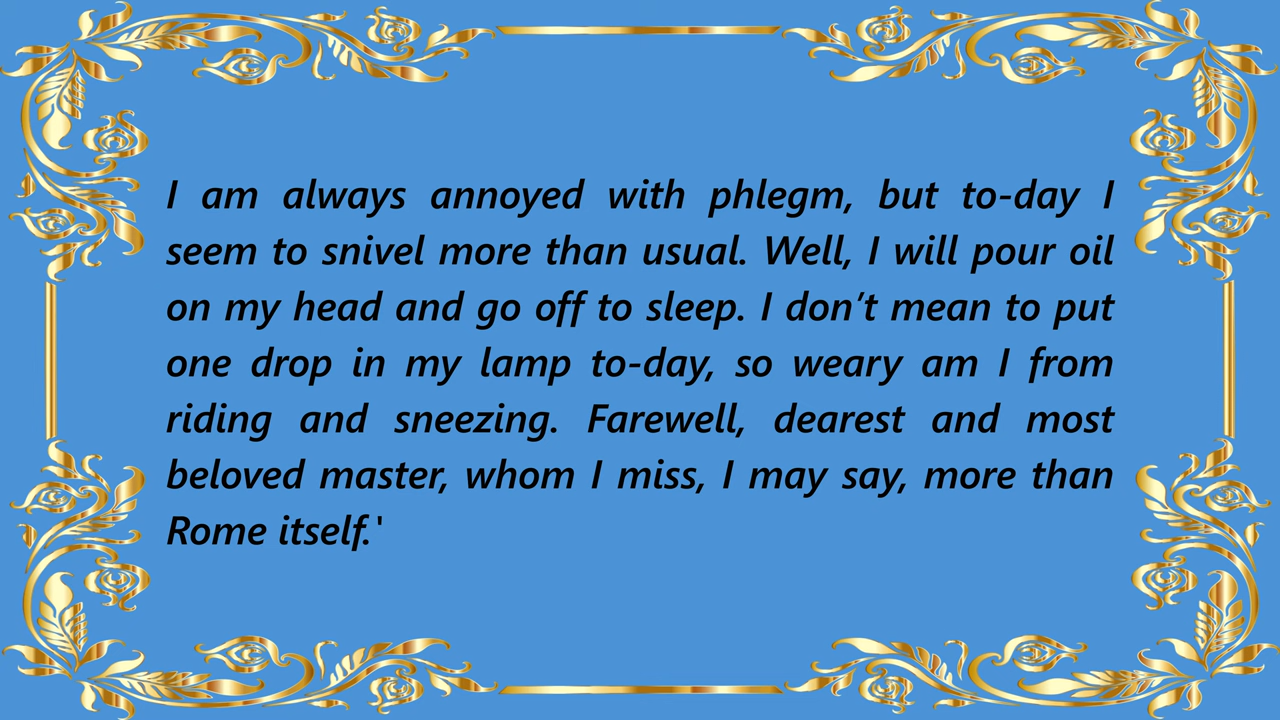 I am always annoyed with phlegm, but to-day I
seem to snivel more than usual. Well, I will pour oil
on my head and go off to sleep. I don’t mean to put
one drop in my lamp to-day, so weary am I from
riding and sneezing. Farewell, dearest and most
beloved master, whom I miss, I may say, more than
Rome itself.'